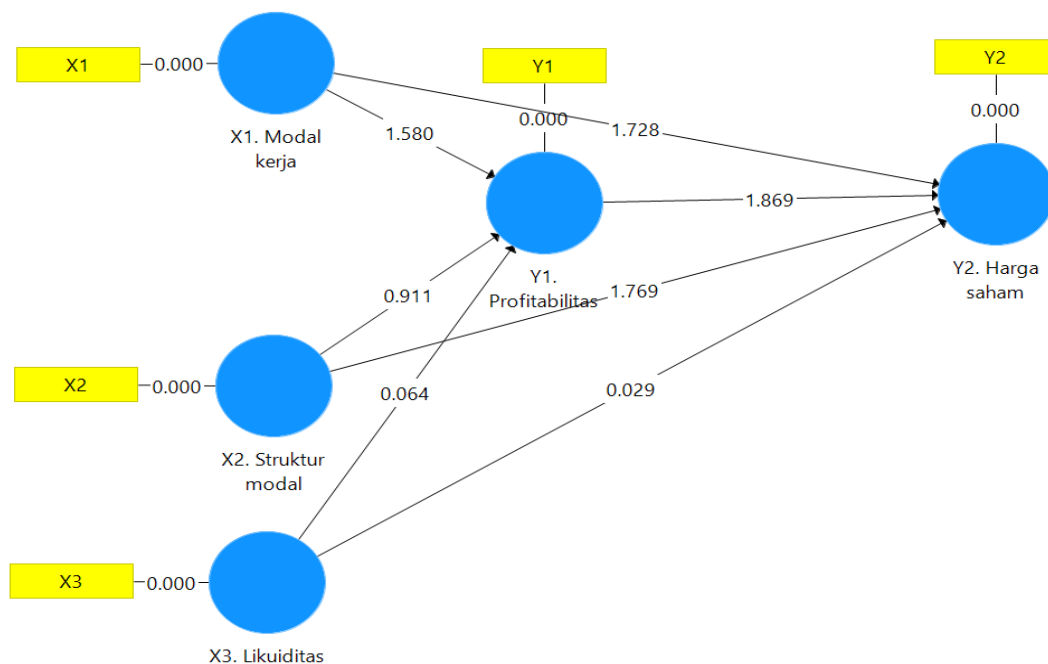 X1
0.000
X1. Modal
kerja
Y1
0.000
Y2
0.000
1.580
1.728
1.869
Y1.
Profitabilitas
Y2. Harga
saham
0.911
1.769
X2
0.000
X2. Struktur
modal
0.064
0.029
X3
0.000
X3. Likuiditas